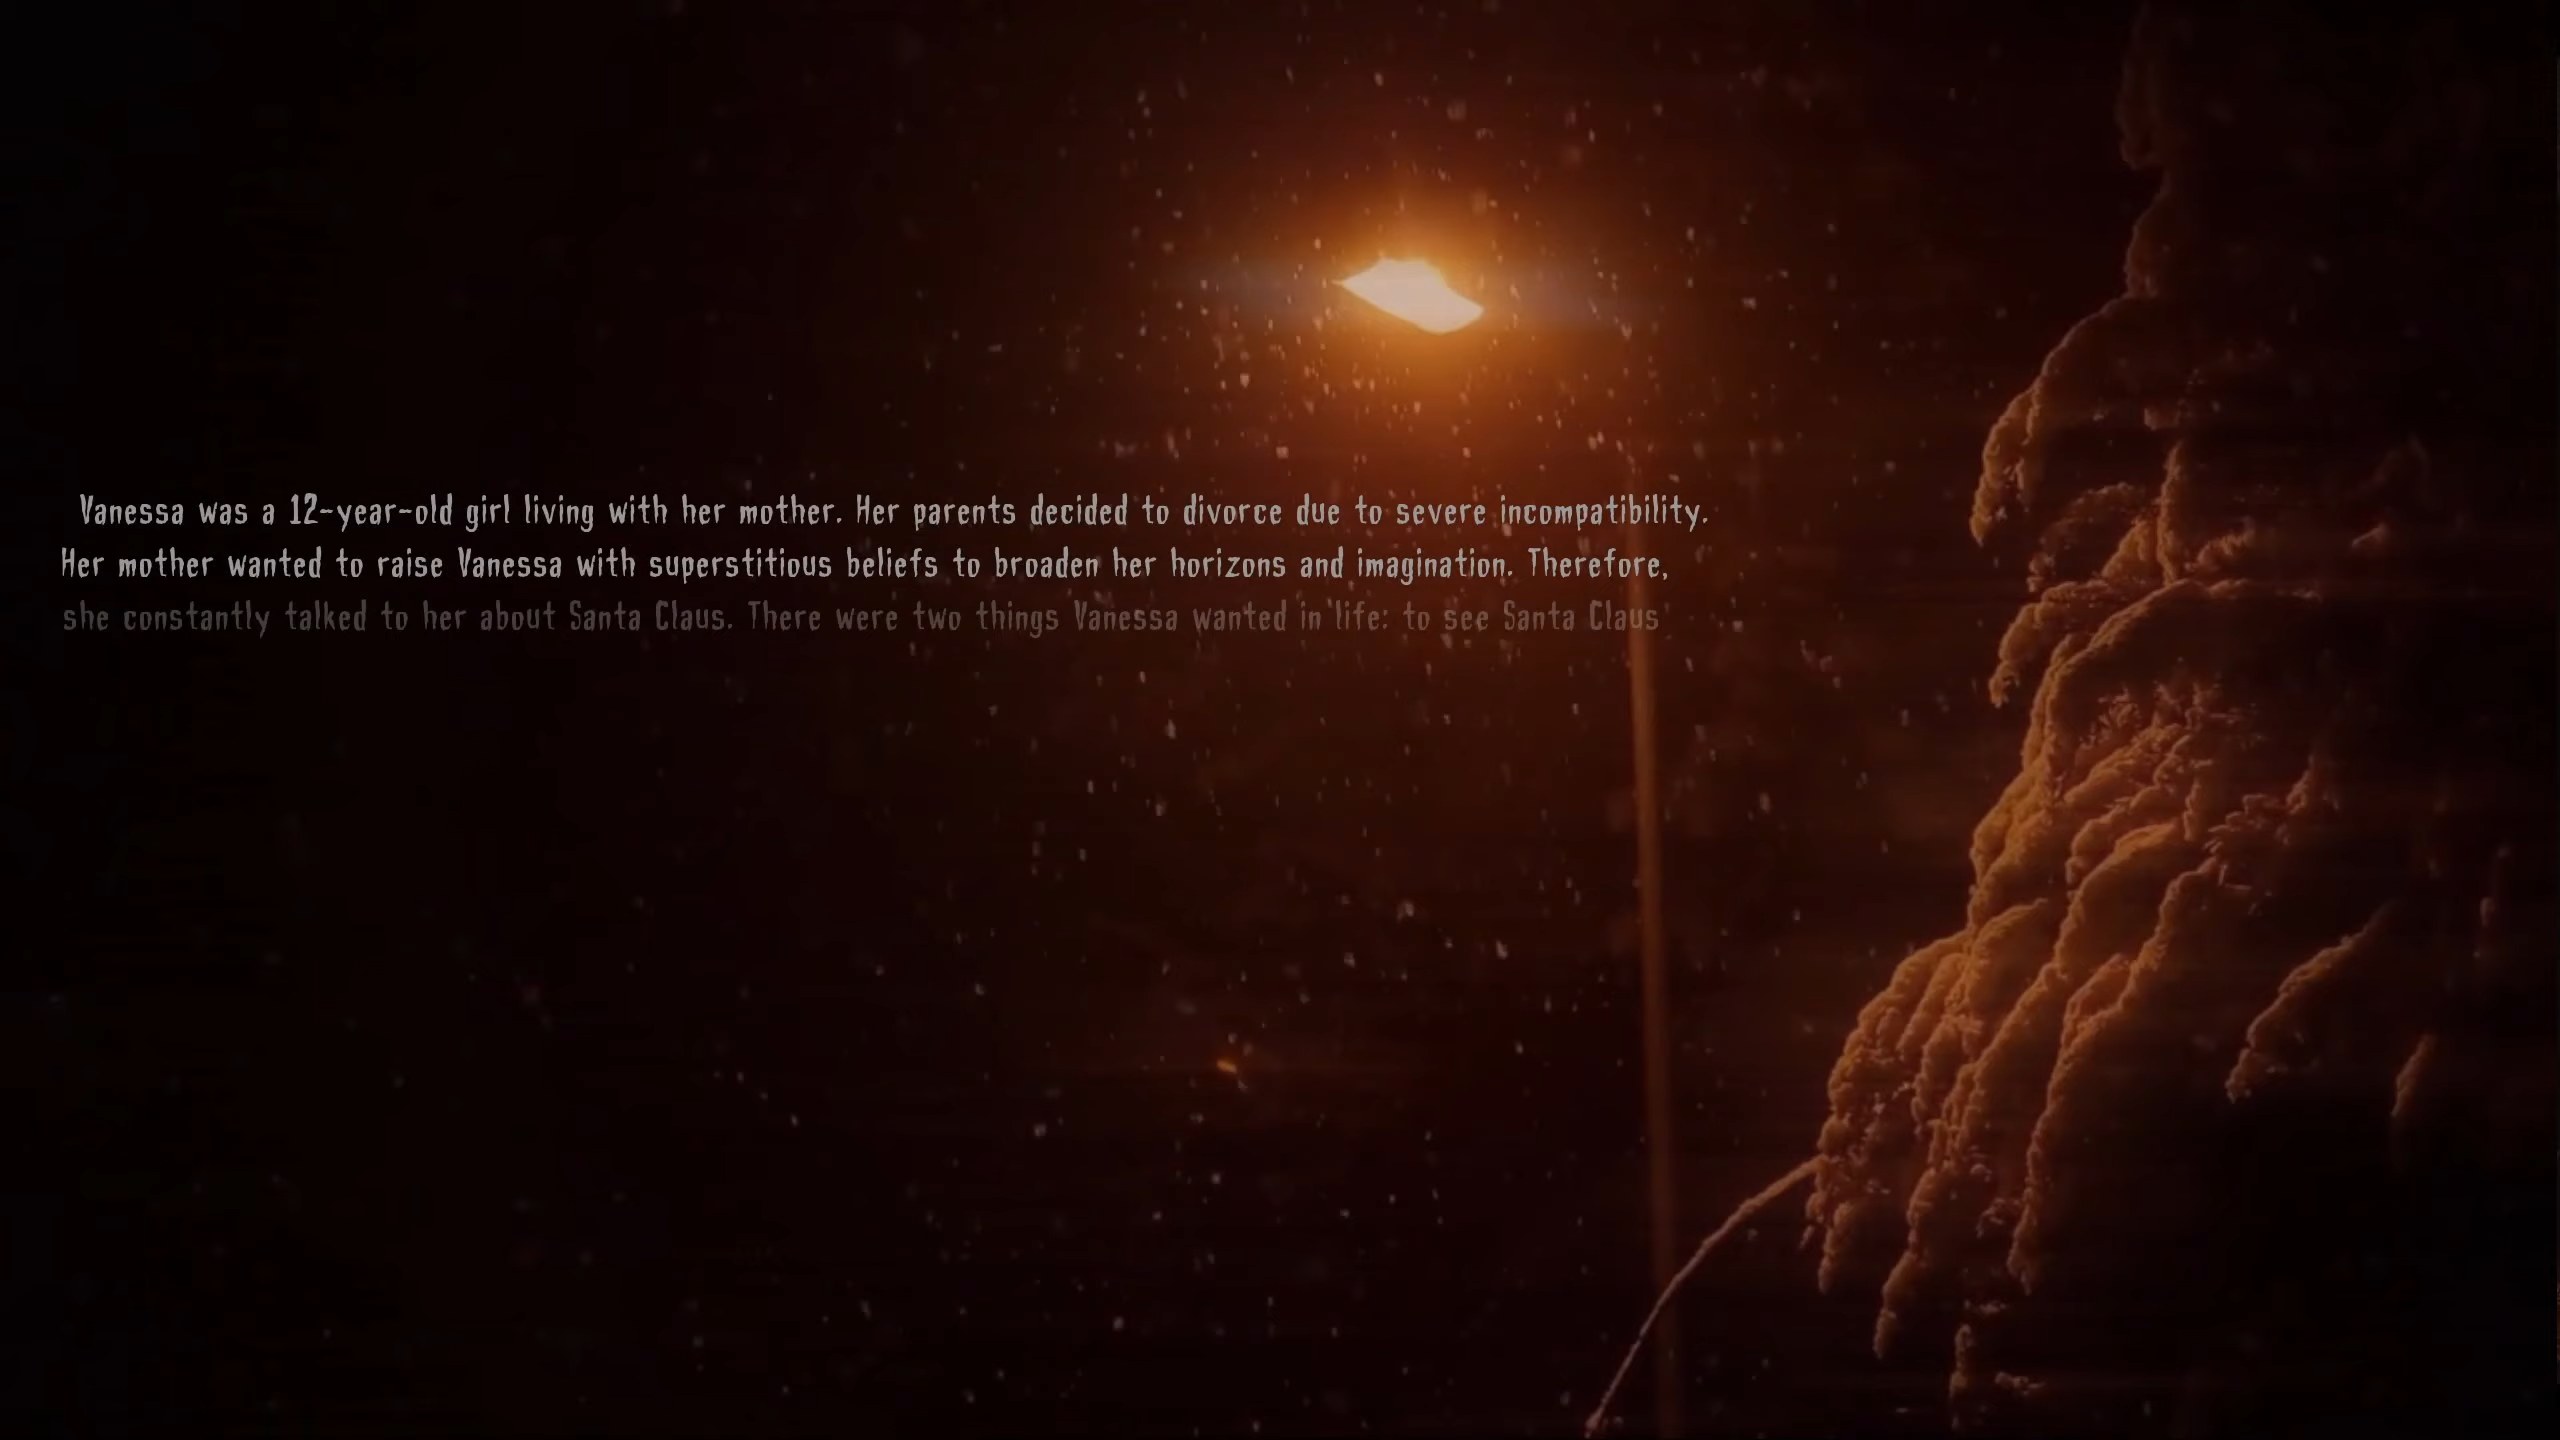 Vanessa was a 12-year-old girl living with her mother. Her parents decided to divorce due to severe incompatibility.
Her mother wanted to raise Vanessa with superstitious beliefs to broaden her horizons and imagination. Therefore,
she constantly talked to her about Santa Claus. There were two things Vanessa wanted in life: to see Santa Claus